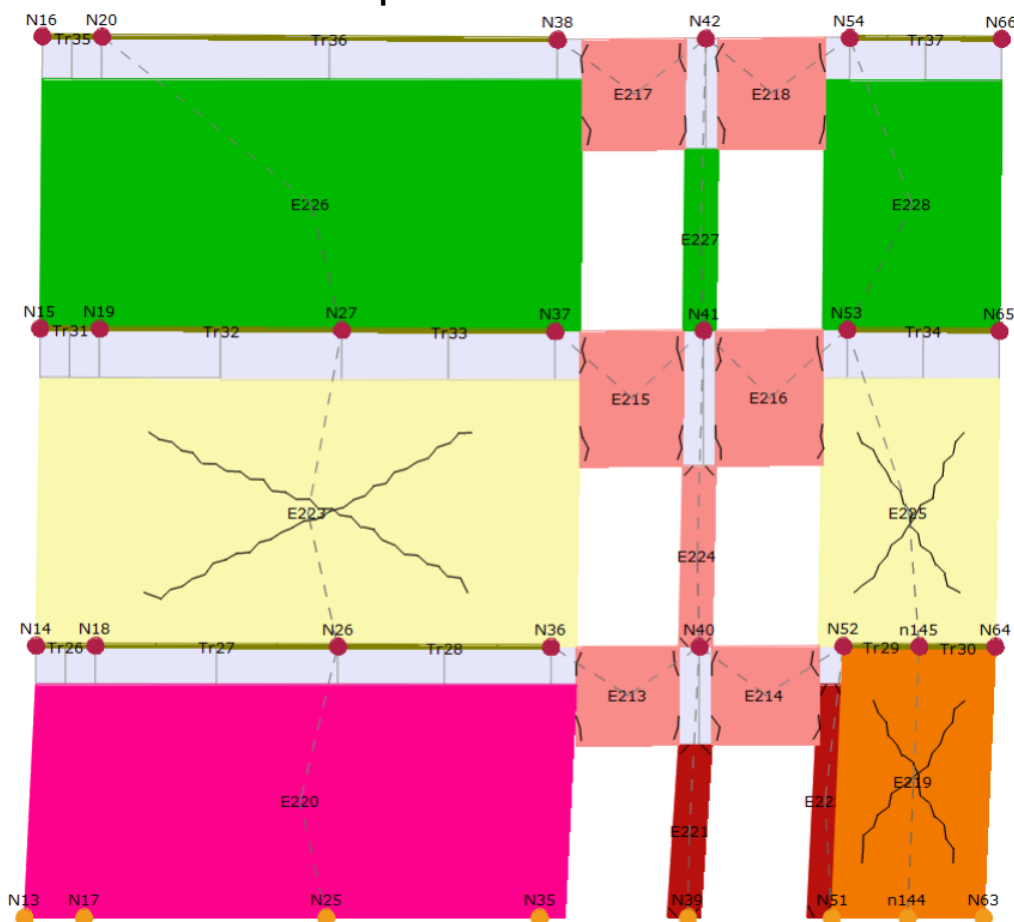 N16 N20 N38 N42 N54 N66
Tr35 Tr36 Tr37
E217 E218
E226 E228
E227
N15 N19 N27 N37 N41 N53 N65
Tr31 Tr32 Tr33 Tr34
E215 E216
E223 E225
E224
N14 N18 N26 N36 N40 N52 n145 N64
Tr26 Tr27 Tr28 Tr29 Tr30
E213 E214
E219
E220
E221
N13 N17 N25 N35 N39 N51 n144 N63